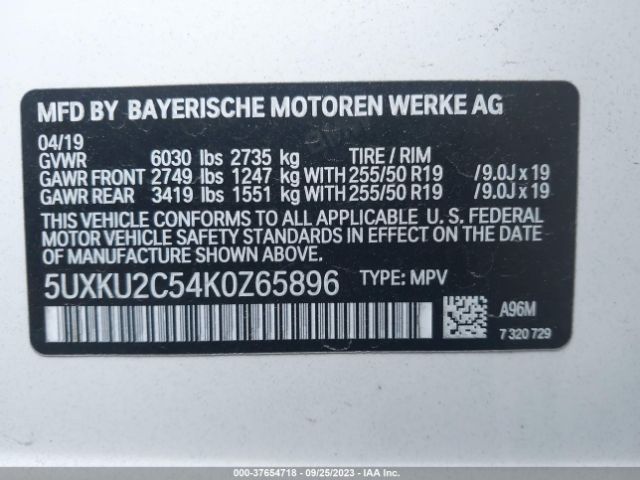 MFD BY BAYERISCHE MOTOREN WERKE AG
04/19
GVWR 6030 lbs 2735 kg TIRE / RIM
GAWR FRONT 2749 lbs 1247 kg WITH 255/50 R19 /9.0J x 19
GAWR REAR 3419 lbs 1551 kg WITH 255/50 R19 /9.0J x 19
THIS VEHICLE CONFORMS TO ALL APPLICABLE U. S. FEDERAL
MOTOR VEHICLE SAFETY STANDARDS IN EFFECT ON THE DATE
OF MANUFACTURE SHOWN ABOVE.
5UXKU2C54K0Z65896 TYPE: MPV
A96M
7 320 729
000-37654718 - 09/25/2023 - IAA Inc.